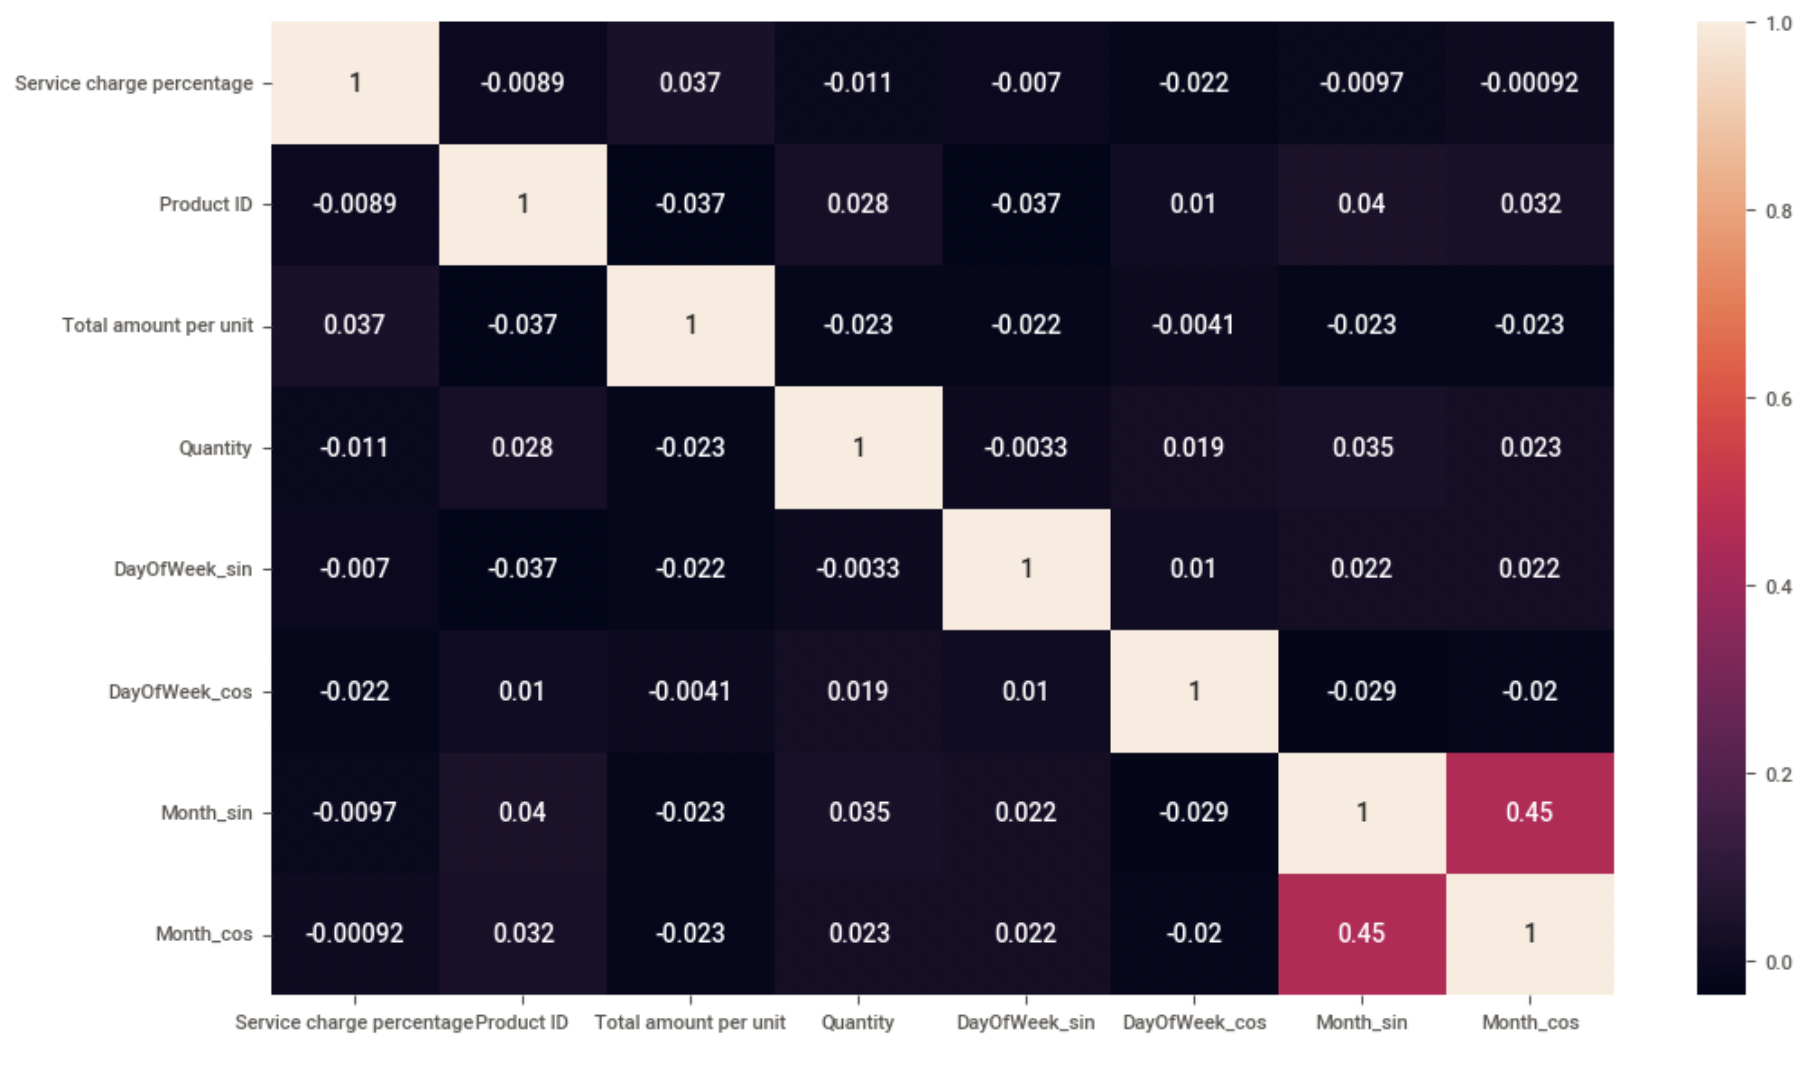 Service charge percentage 1 -0.0089 0.037 -0.011 -0.007 -0.022 -0.0097 -0.00092
Product ID -0.0089 1 -0.037 0.028 -0.037 0.01 0.04 0.032
Total amount per unit 0.037 -0.037 1 -0.023 -0.022 -0.0041 -0.023 -0.023
Quantity -0.011 0.028 -0.023 1 -0.0033 0.019 0.035 0.023
DayOfWeek_sin -0.007 -0.037 -0.022 -0.0033 1 0.01 0.022 0.022
DayOfWeek_cos -0.022 0.01 -0.0041 0.019 0.01 1 -0.029 -0.02
Month_sin -0.0097 0.04 -0.023 0.035 0.022 -0.029 1 0.45
Month_cos -0.00092 0.032 -0.023 0.023 0.022 -0.02 0.45 1
Service charge percentage Product ID Total amount per unit Quantity DayOfWeek_sin DayOfWeek_cos Month_sin Month_cos
1.0
0.8
0.6
0.4
0.2
0.0